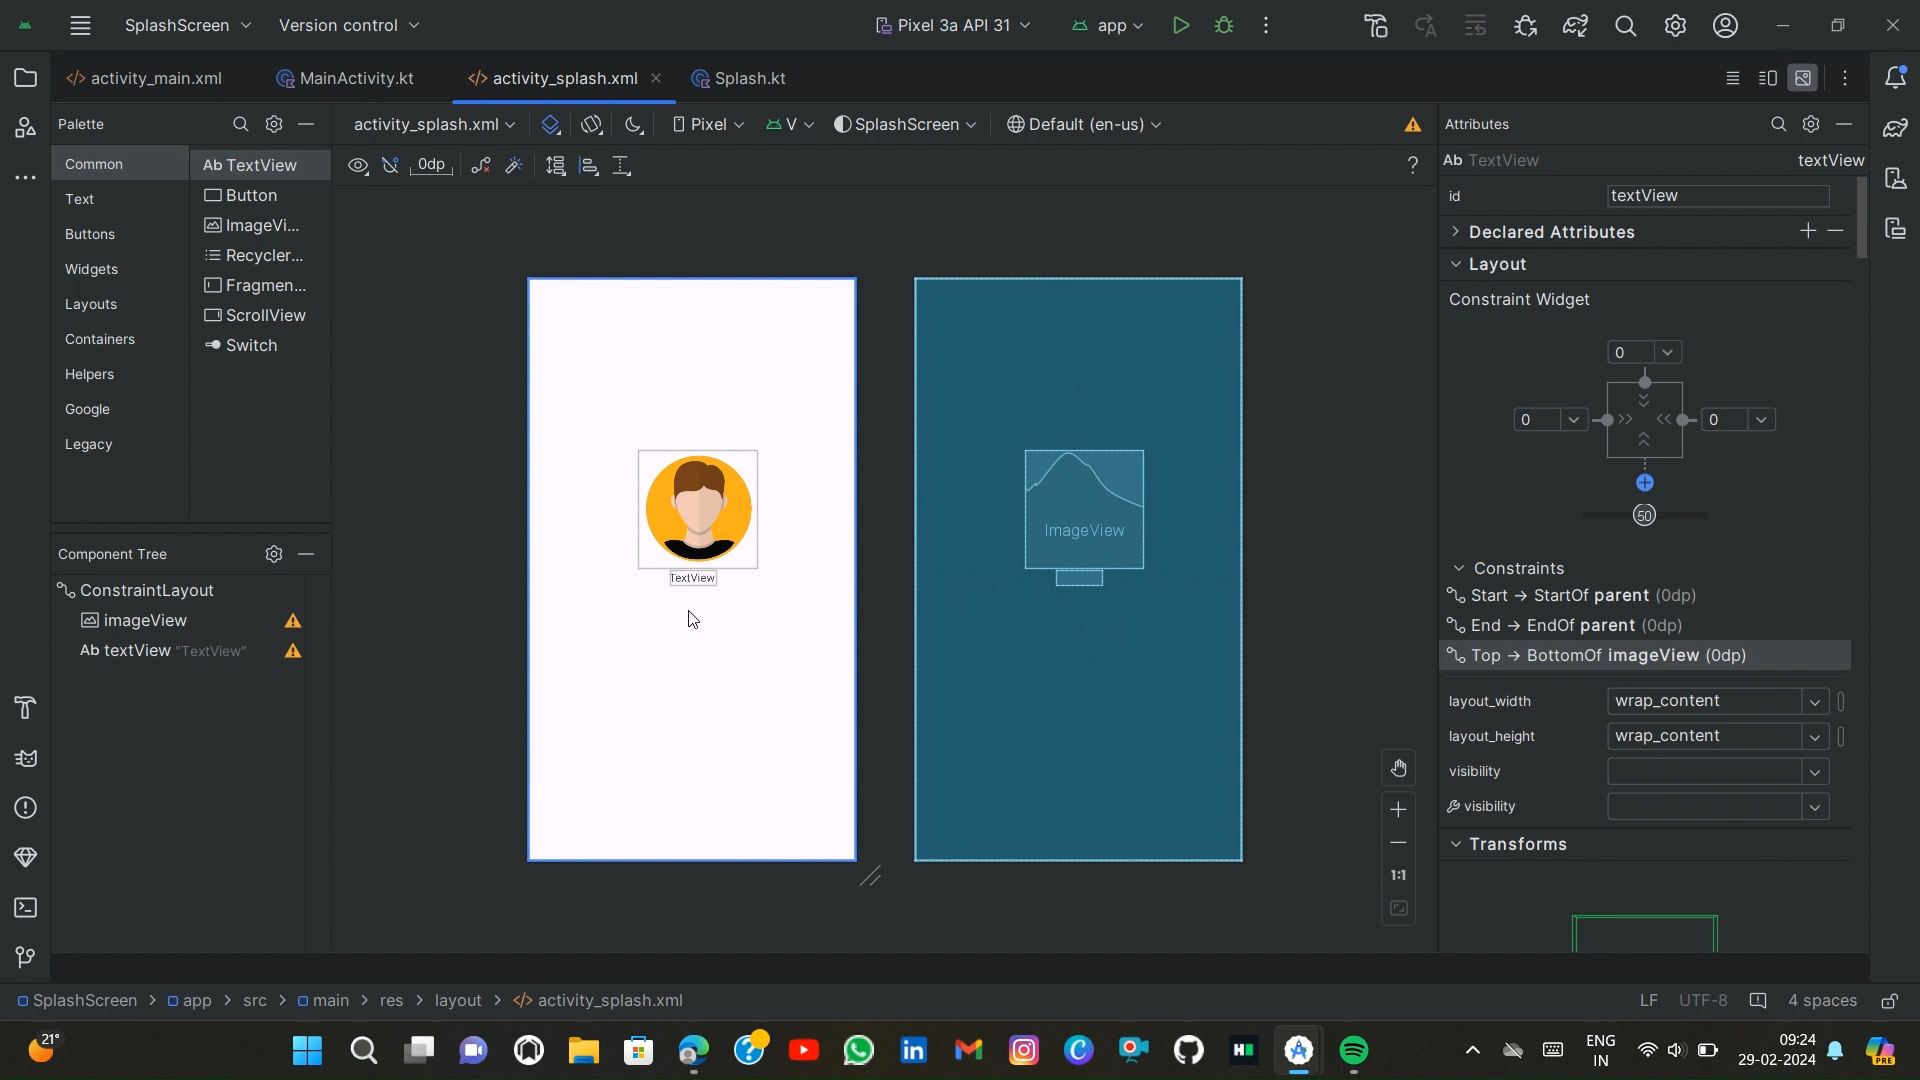 SplashScreen
Version control
Pixel 3a API 31
app
activity_main.xml
MainActivity.kt
activity_splash.xml
Splash.kt
Palette
activity_splash.xml
Pixel
V
SplashScreen
Default (en-us)
Attributes
Common
Text
Buttons
Widgets
Layouts
Containers
Helpers
Google
Legacy
Ab TextView
Button
ImageVi...
Recycler...
Fragmen...
ScrollView
Switch
0dp
?
Ab TextView
textView
id
textView
Declared Attributes
Layout
Constraint Widget
0
0
0
50
ImageView
TextView
Component Tree
ConstraintLayout
imageView
Ab textView "TextView"
Constraints
Start → StartOf parent (0dp)
End → EndOf parent (0dp)
Top → BottomOf imageView (0dp)
layout_width
wrap_content
layout_height
wrap_content
visibility
visibility
Transforms
1:1
SplashScreen > app > src > main > res > layout > activity_splash.xml
LF
UTF-8
4 spaces
21°
ENG
IN
09:24
29-02-2024
PRE